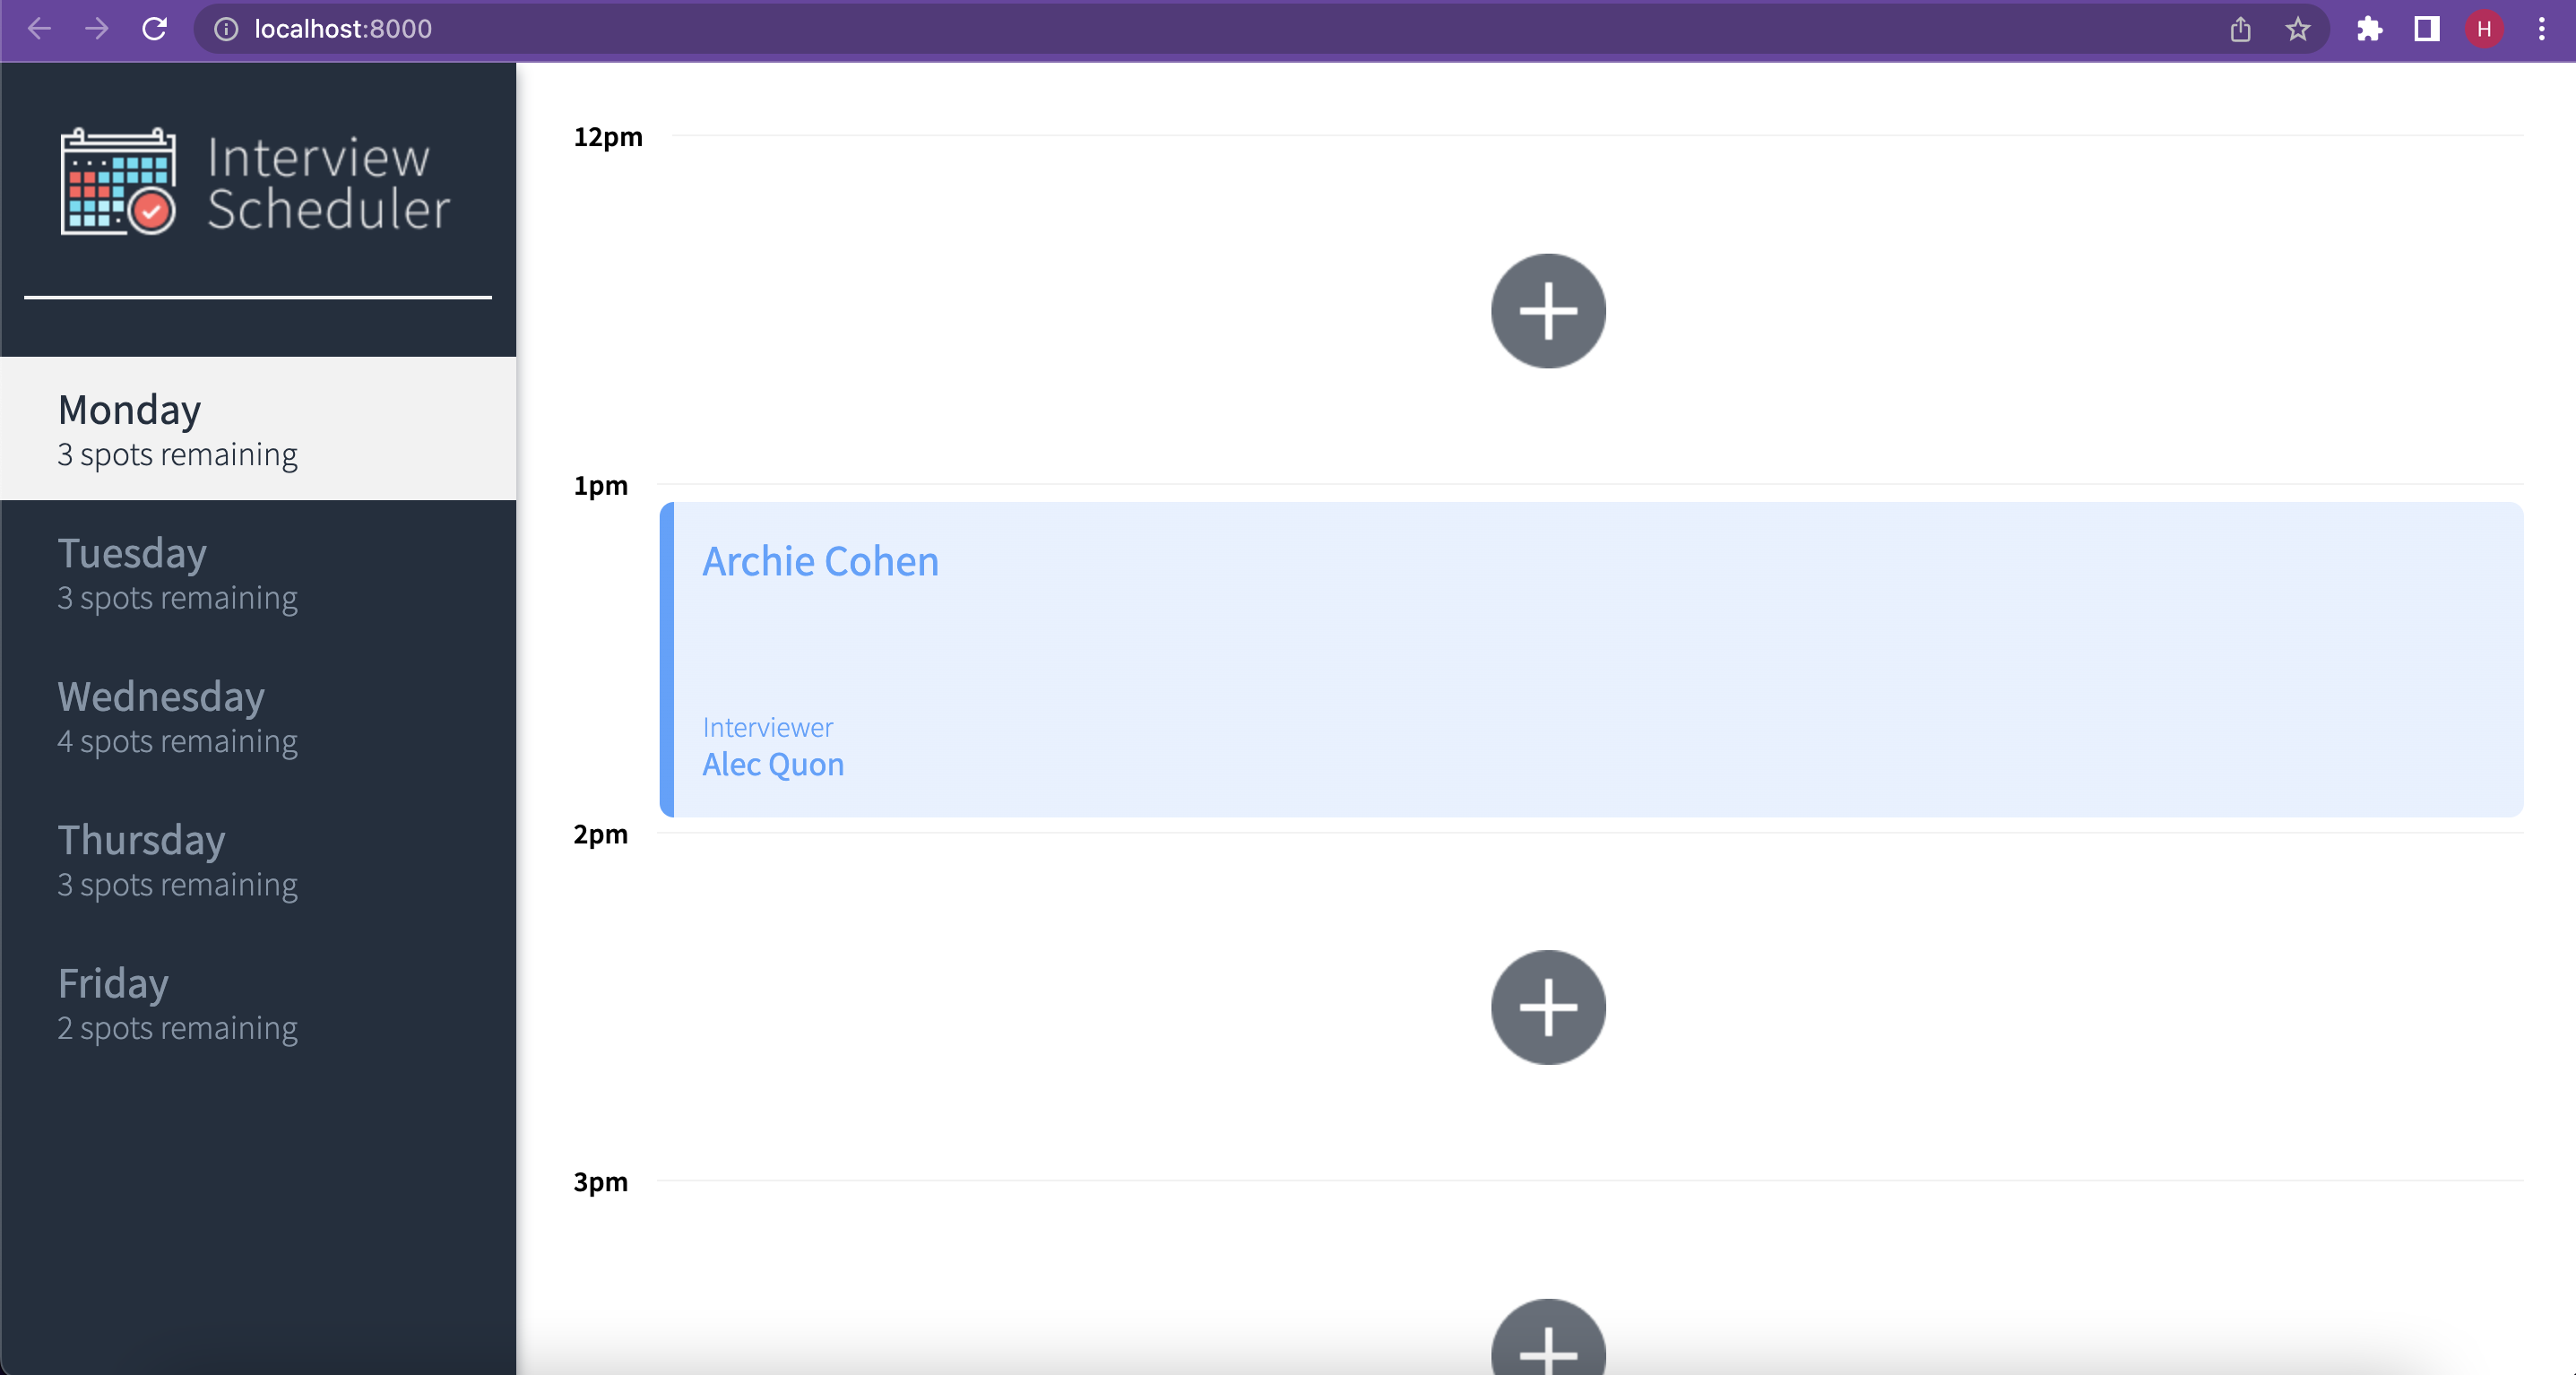 localhost:8000
H
Interview
Scheduler
Monday
3 spots remaining
Tuesday
3 spots remaining
Wednesday
4 spots remaining
Thursday
3 spots remaining
Friday
2 spots remaining
12pm
1pm
Archie Cohen
Interviewer
Alec Quon
2pm
3pm